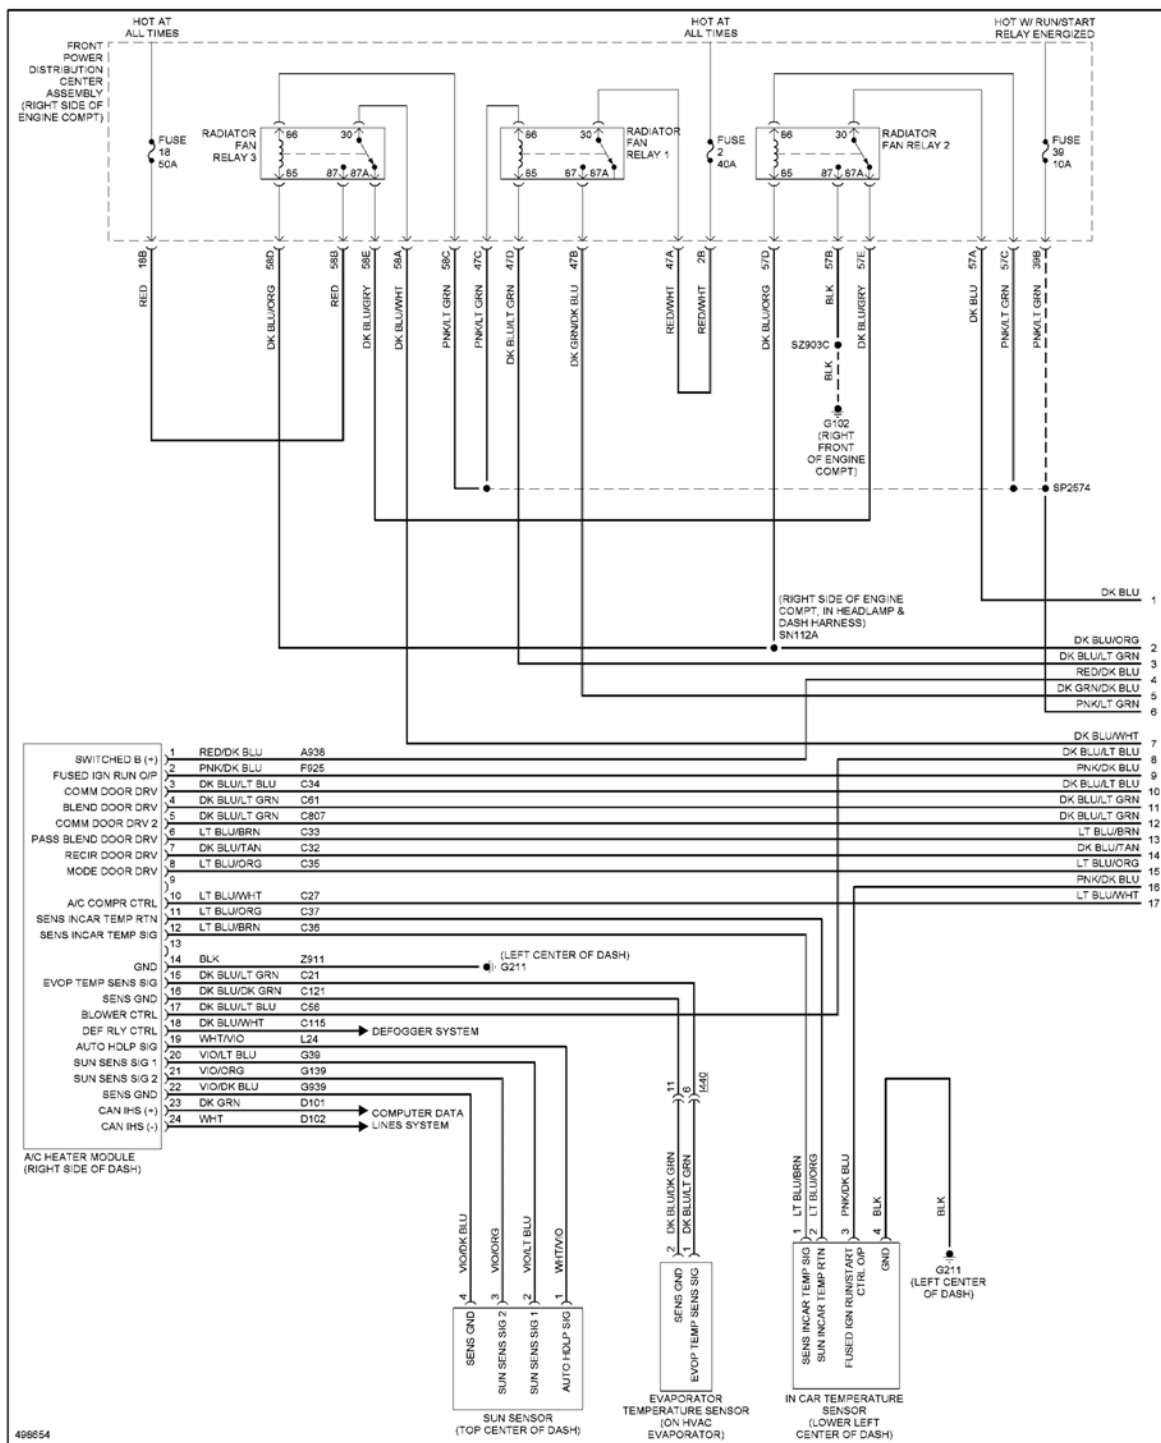 HOT AT
ALL TIMES
HOT AT
ALL TIMES
HOT W/ RUN/START
RELAY ENERGIZED
FRONT
POWER
DISTRIBUTION
CENTER
ASSEMBLY
(RIGHT SIDE OF
ENGINE COMPT)
FUSE
18
50A
RADIATOR
FAN
RELAY 3
86
30
85
87
87A
86
30
85
87
87A
RADIATOR
FAN
RELAY 1
FUSE
2
40A
86
30
85
87
87A
RADIATOR
FAN RELAY 2
FUSE
39
10A
18B
58D
58B
58E
58A
58C
47C
47D
47B
47A
2B
57D
57B
57E
57A
57C
39B
RED
DK BLU/ORG
RED
DK BLU/GRY
DK BLU/WHT
PNK/LT GRN
PNK/LT GRN
DK BLU/LT GRN
DK GRN/DK BLU
RED/WHT
RED/WHT
DK BLU/ORG
BLK
DK BLU/GRY
DK BLU
PNK/LT GRN
PNK/LT GRN
SZ903C
BLK
G102
(RIGHT
FRONT
OF ENGINE
COMPT)
SP2574
(RIGHT SIDE OF ENGINE
COMPT, IN HEADLAMP &
DASH HARNESS)
SN112A
DK BLU 1
DK BLU/ORG 2
DK BLU/LT GRN 3
RED/DK BLU 4
DK GRN/DK BLU 5
PNK/LT GRN 6
DK BLU/WHT 7
DK BLU/LT BLU 8
PNK/DK BLU 9
DK BLU/LT BLU 10
DK BLU/LT GRN 11
DK BLU/LT GRN 12
LT BLU/BRN 13
DK BLU/TAN 14
LT BLU/ORG 15
PNK/DK BLU 16
LT BLU/WHT 17
SWITCHED B (+) 1 RED/DK BLU A938
FUSED IGN RUN O/P 2 PNK/DK BLU F925
COMM DOOR DRV 3 DK BLU/LT BLU C34
BLEND DOOR DRV 4 DK BLU/LT GRN C61
COMM DOOR DRV 2 5 DK BLU/LT GRN C807
PASS BLEND DOOR DRV 6 LT BLU/BRN C33
RECIR DOOR DRV 7 DK BLU/TAN C32
MODE DOOR DRV 8 LT BLU/ORG C35
9
A/C COMPR CTRL 10 LT BLU/WHT C27
SENS INCAR TEMP RTN 11 LT BLU/ORG C37
SENS INCAR TEMP SIG 12 LT BLU/BRN C36
13
GND 14 BLK Z911
EVOP TEMP SENS SIG 15 DK BLU/LT GRN C21
SENS GND 16 DK BLU/DK GRN C121
BLOWER CTRL 17 DK BLU/LT BLU C56
DEF RLY CTRL 18 DK BLU/WHT C115
AUTO HDLP SIG 19 WHT/VIO L24
SUN SENS SIG 1 20 VIO/LT BLU G39
SUN SENS SIG 2 21 VIO/ORG G139
SENS GND 22 VIO/DK BLU G939
CAN IHS (+) 23 DK GRN D101
CAN IHS (-) 24 WHT D102
A/C HEATER MODULE
(RIGHT SIDE OF DASH)
(LEFT CENTER OF DASH)
G211
DEFOGGER SYSTEM
COMPUTER DATA
LINES SYSTEM
11
6
I440
DK BLU/DK GRN
DK BLU/LT GRN
2
1
SENS GND
EVOP TEMP SENS SIG
EVAPORATOR
TEMPERATURE SENSOR
(ON HVAC
EVAPORATOR)
VIO/DK BLU
VIO/ORG
VIO/LT BLU
WHT/VIO
4
3
2
1
SENS GND
SUN SENS SIG 2
SUN SENS SIG 1
AUTO HDLP SIG
SUN SENSOR
(TOP CENTER OF DASH)
LT BLU/BRN
LT BLU/ORG
PNK/DK BLU
BLK
BLK
1
2
3
4
SENS INCAR TEMP SIG
SUN INCAR TEMP RTN
FUSED IGN RUN/START
CTRL O/P
GND
G211
(LEFT CENTER
OF DASH)
IN CAR TEMPERATURE
SENSOR
(LOWER LEFT
CENTER OF DASH)
498654